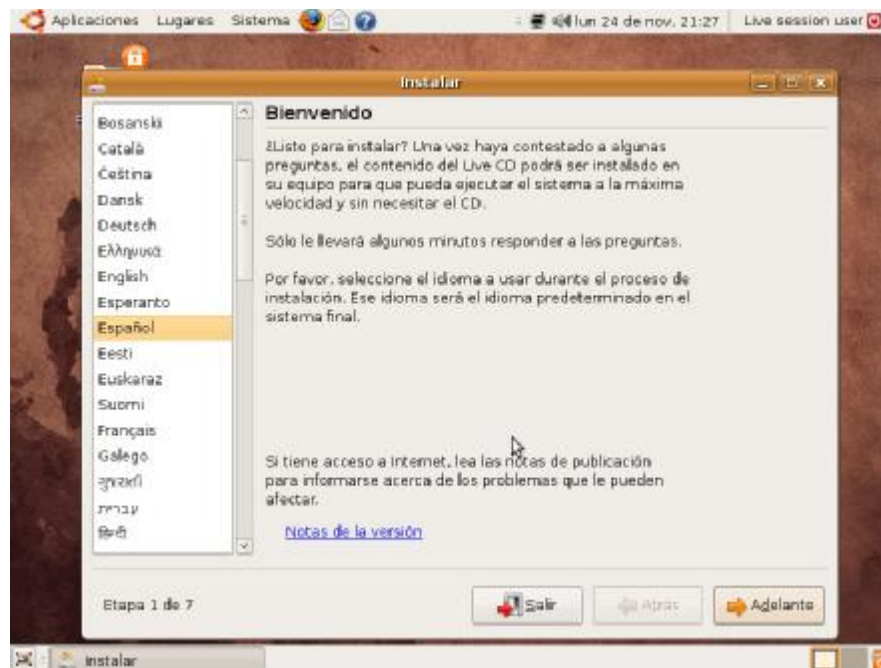 Aplicaciones Lugares Sistema lun 24 de nov, 21:27 Live session user
Instalar
Bosanski
Català
Čeština
Dansk
Deutsch
Ελληνικά
English
Esperanto
Español
Eesti
Euskaraz
Suomi
Français
Galego
ગુજરાતી
עברית
हिन्दी
Bienvenido
¿Listo para instalar? Una vez haya contestado a algunas
preguntas, el contenido del Live CD podrá ser instalado en
su equipo para que pueda ejecutar el sistema a la máxima
velocidad y sin necesitar el CD.
Sólo le llevará algunos minutos responder a las preguntas.
Por favor, seleccione el idioma a usar durante el proceso de
instalación. Ese idioma será el idioma predeterminado en el
sistema final.
Si tiene acceso a Internet, lea las notas de publicación
para informarse acerca de los problemas que le pueden
afectar.
Notas de la versión
Etapa 1 de 7
Salir
Atrás
Adelante
Instalar